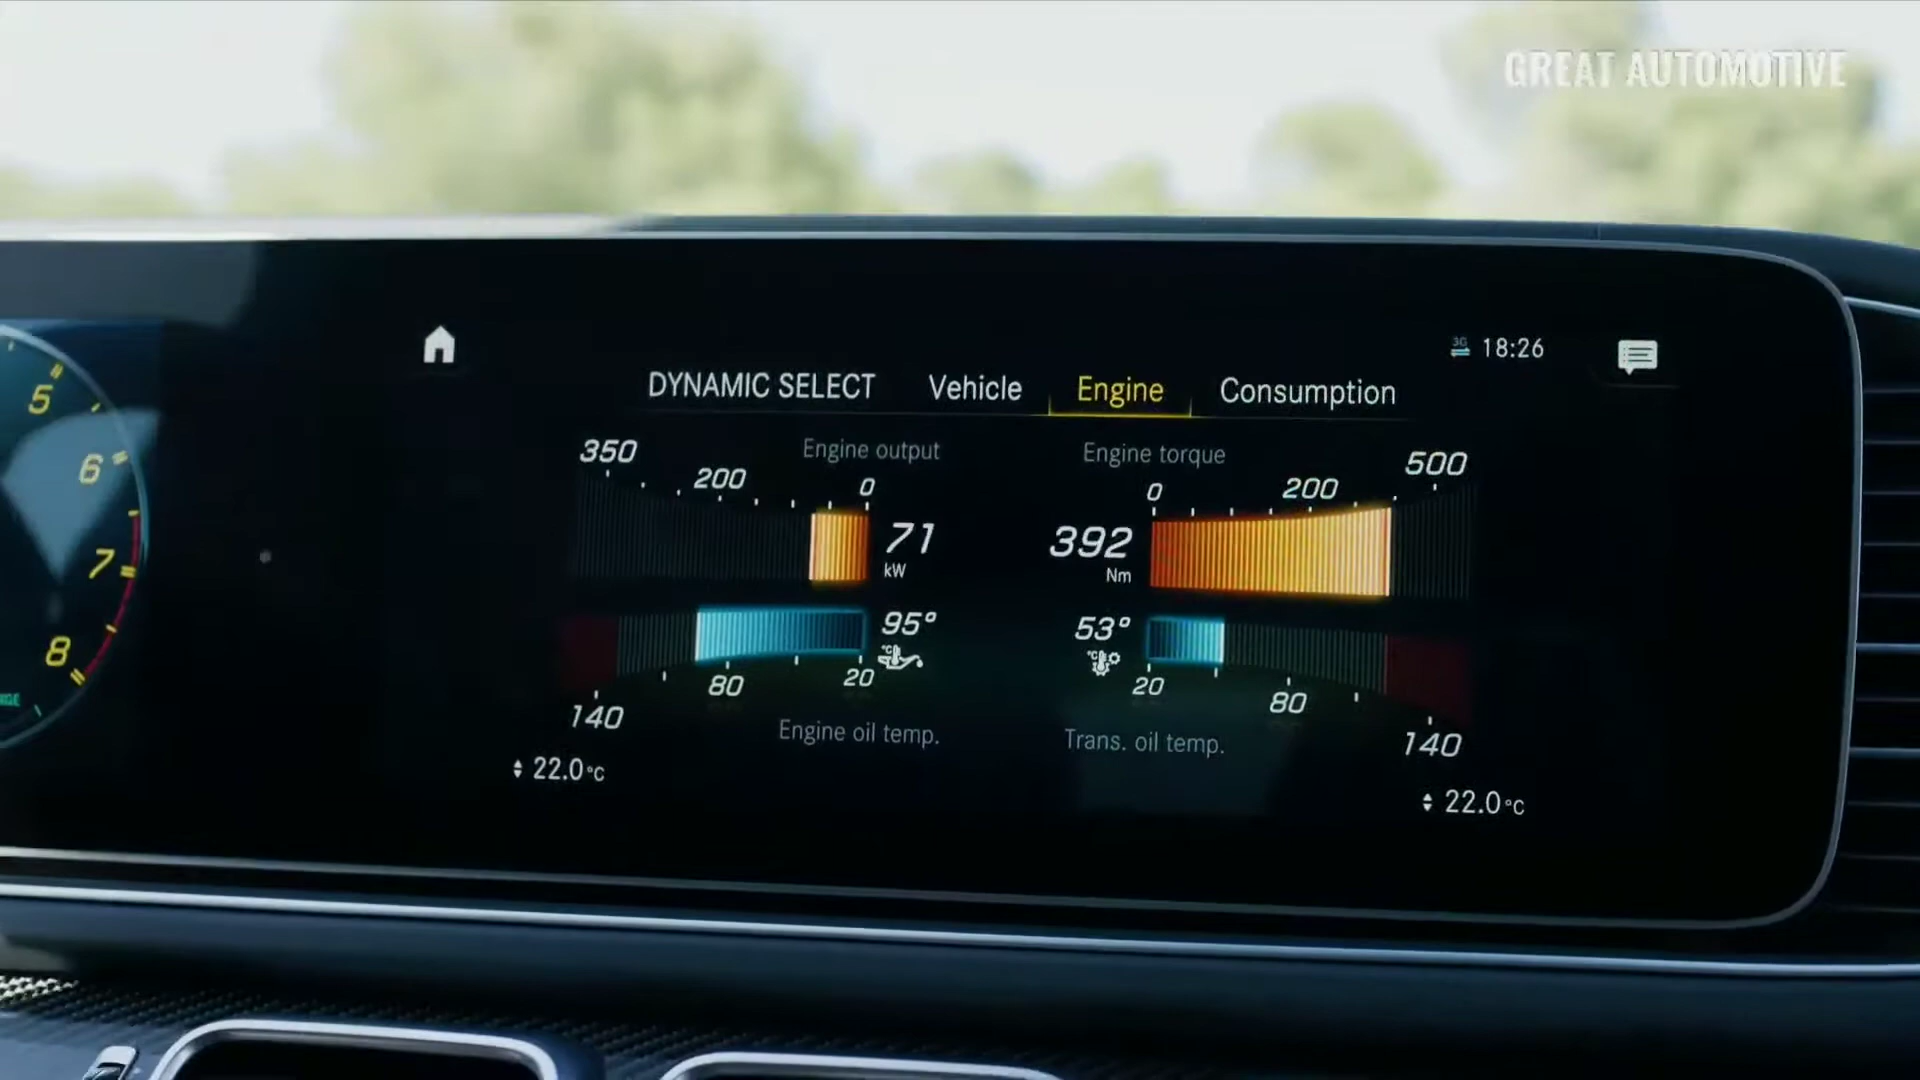 GREAT AUTOMOTIVE
3G 18:26
DYNAMIC SELECT Vehicle Engine Consumption
Engine output Engine torque
350 200 0 0 200 500
71 kW 392 Nm
95° 53°
°C °C
140 80 20 20 80 140
Engine oil temp. Trans. oil temp.
22.0°C 22.0°C
5
6
7
8